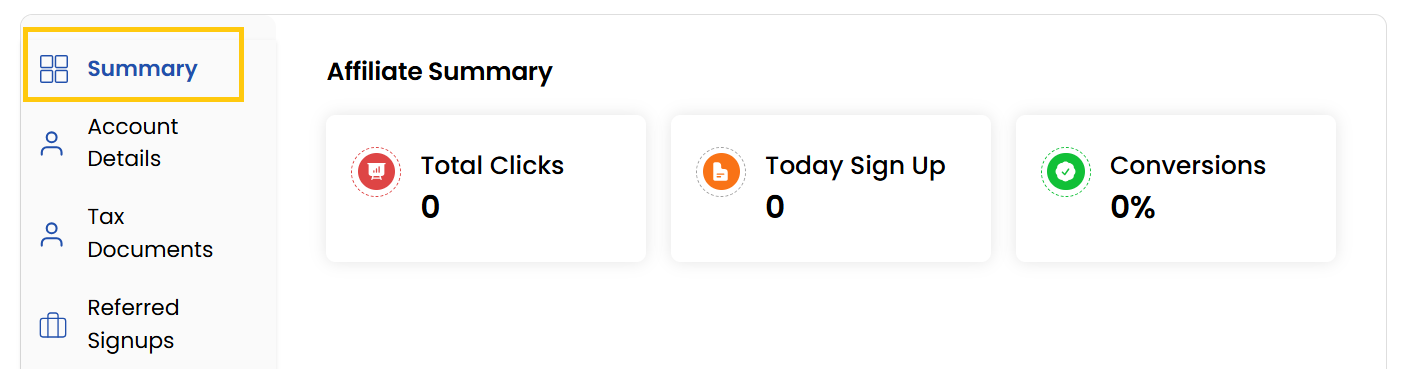 Summary
Account
Details
Tax
Documents
Referred
Signups
Affiliate Summary
Total Clicks
0
Today Sign Up
0
Conversions
0%